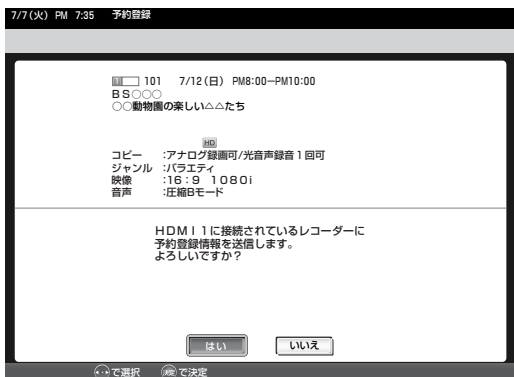 7/7(火) PM 7:35 予約登録
101 7/12(日) PM8:00−PM10:00
BS○○○
○○動物園の楽しい△△たち
HD
コピー :アナログ録画可/光音声録音1回可
ジャンル :バラエティ
映像 :16:9 1080i
音声 :圧縮Bモード
HDMI1に接続されているレコーダーに
予約登録情報を送信します。
よろしいですか?
はい いいえ
で選択 決定 で決定